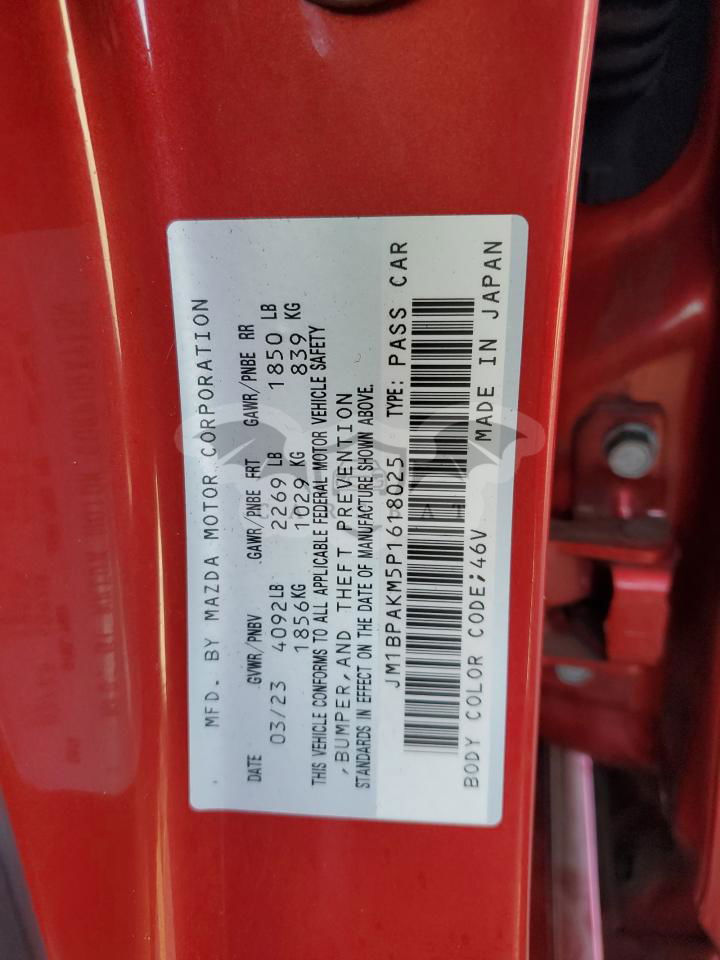 MFD. BY MAZDA MOTOR CORPORATION
DATE GVWR/PNBV GAWR/PNBE FRT GAWR/PNBE RR
03/23 4092LB 2269 LB 1850 LB
1856KG 1029 KG 839 KG
THIS VEHICLE CONFORMS TO ALL APPLICABLE FEDERAL MOTOR VEHICLE SAFETY
,BUMPER,AND THEFT PREVENTION
STANDARDS IN EFFECT ON THE DATE OF MANUFACTURE SHOWN ABOVE.
JM1BPAKM5P1618025 TYPE: PASS CAR
BODY COLOR CODE;46V MADE IN JAPAN